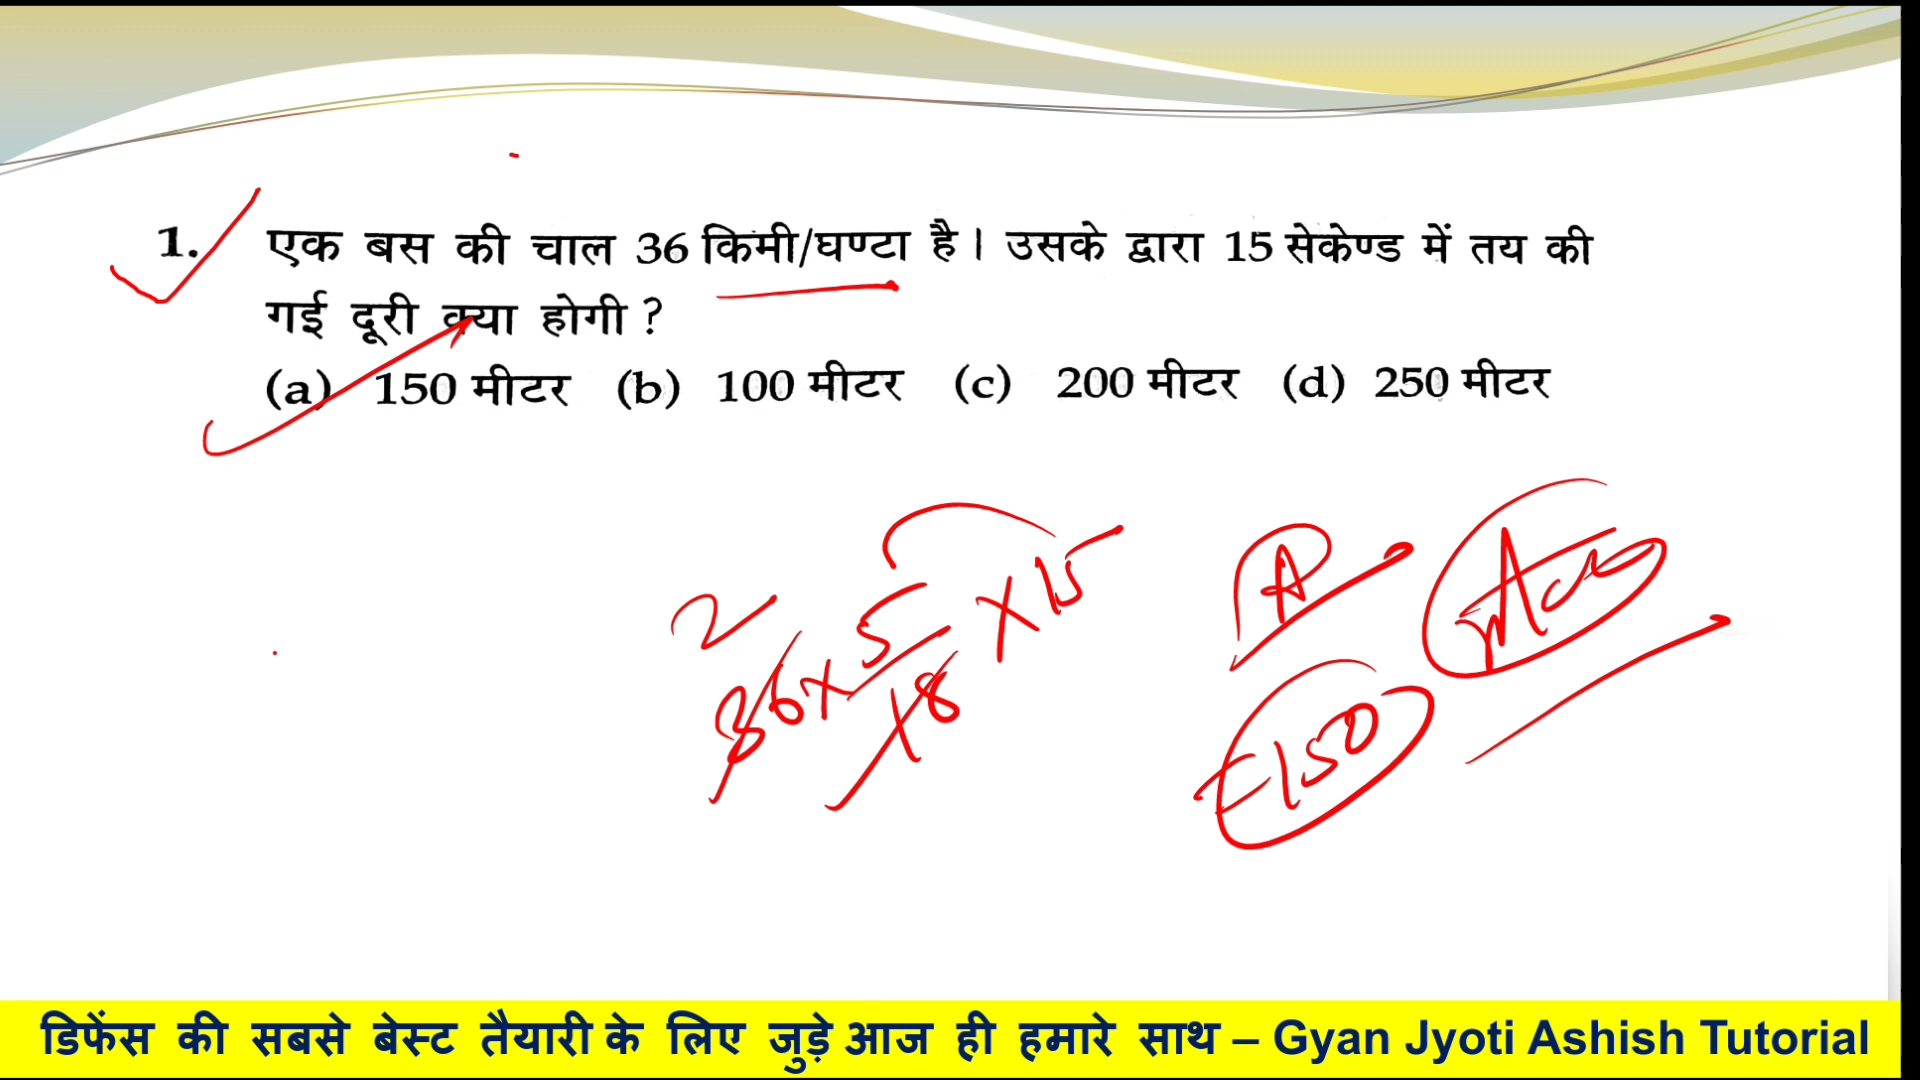 1. एक बस की चाल 36 किमी/घण्टा है। उसके द्वारा 15 सेकेण्ड में तय की
गई दूरी क्या होगी ?
(a) 150 मीटर (b) 100 मीटर (c) 200 मीटर (d) 250 मीटर
2
36 × 5/18 × 15
A
=150
डिफेंस की सबसे बेस्ट तैयारी के लिए जुड़े आज ही हमारे साथ – Gyan Jyoti Ashish Tutorial